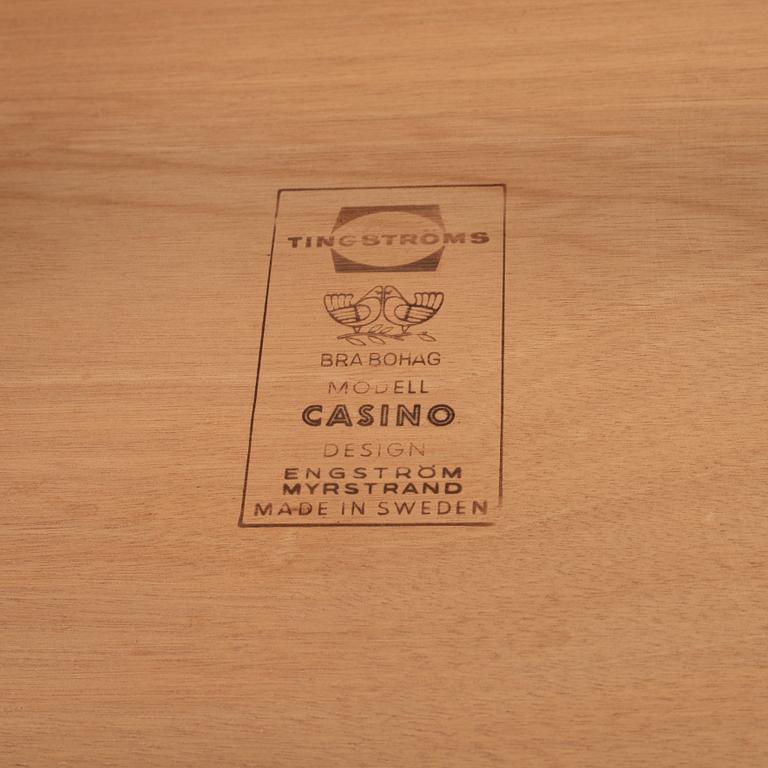 TINGSTRÖMS
BRA BOHAG
MODELL
CASINO
DESIGN
ENGSTRÖM
MYRSTRAND
MADE IN SWEDEN